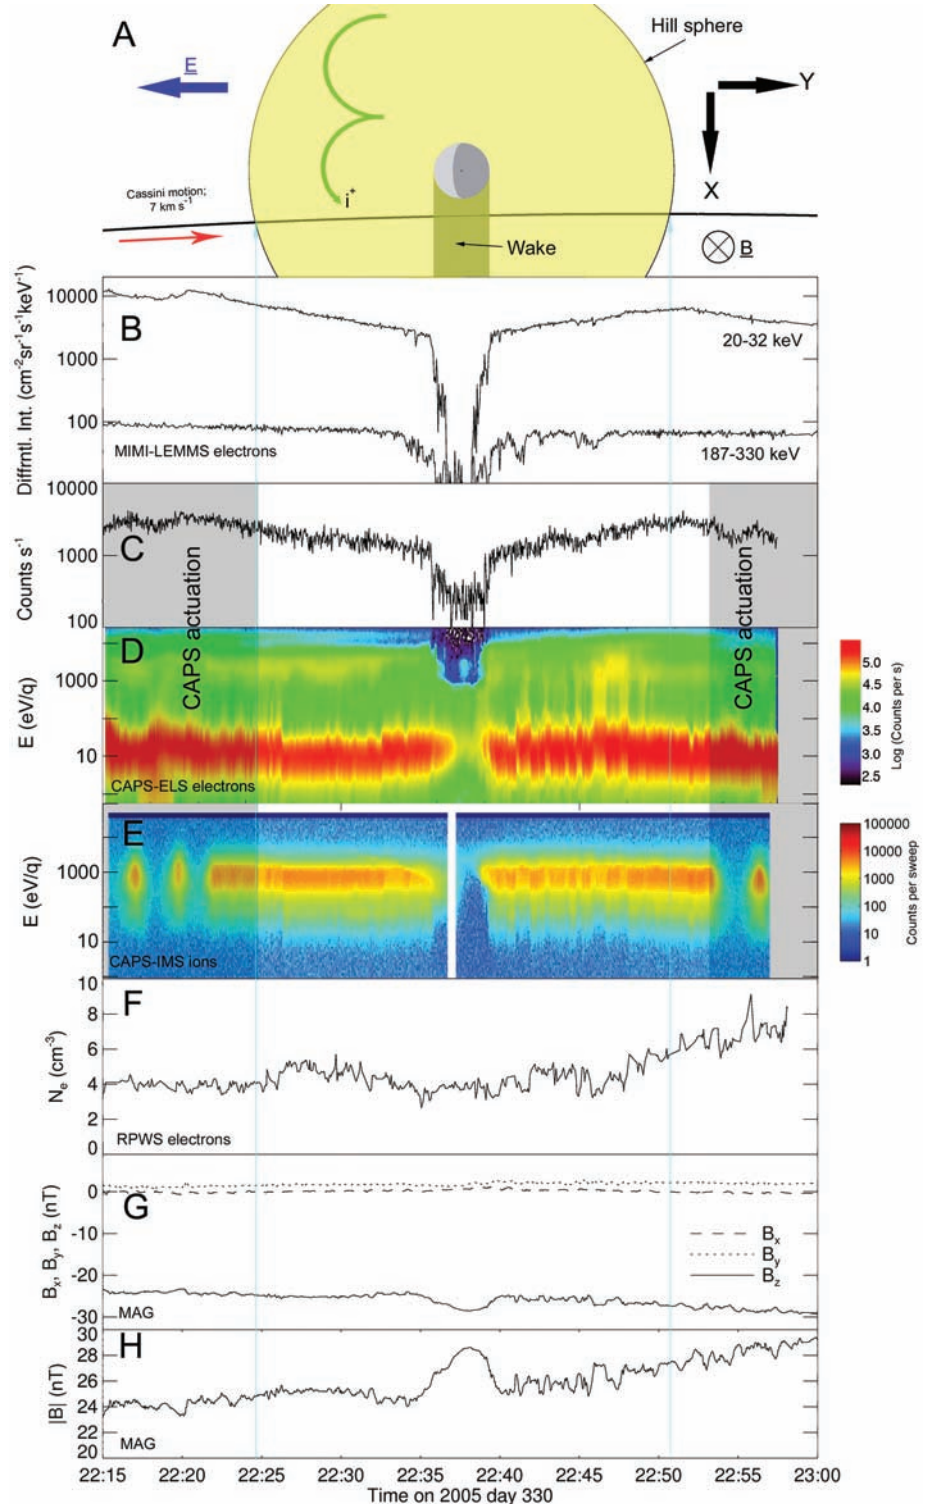 A
Hill sphere
E
Y
X
Cassini motion;
7 km s⁻¹
i⁺
Wake
B
Diffrntl. Int. (cm⁻²sr⁻¹s⁻¹keV⁻¹)
10000
1000
100
B
20-32 keV
MIMI-LEMMS electrons
187-330 keV
Counts s⁻¹
10000
1000
100
C
CAPS actuation
CAPS actuation
E (eV/q)
1000
10
D
CAPS-ELS electrons
5.0
4.5
4.0
3.5
3.0
2.5
Log (Counts per s)
E (eV/q)
1000
10
1
E
CAPS-IMS ions
100000
10000
1000
100
10
1
Counts per sweep
Nₑ (cm⁻³)
10
8
6
4
2
0
F
RPWS electrons
Bₓ, Bᵧ, B_z (nT)
0
-10
-20
-30
G
Bₓ
Bᵧ
B_z
MAG
|B| (nT)
30
28
26
24
22
20
H
MAG
22:15 22:20 22:25 22:30 22:35 22:40 22:45 22:50 22:55 23:00
Time on 2005 day 330